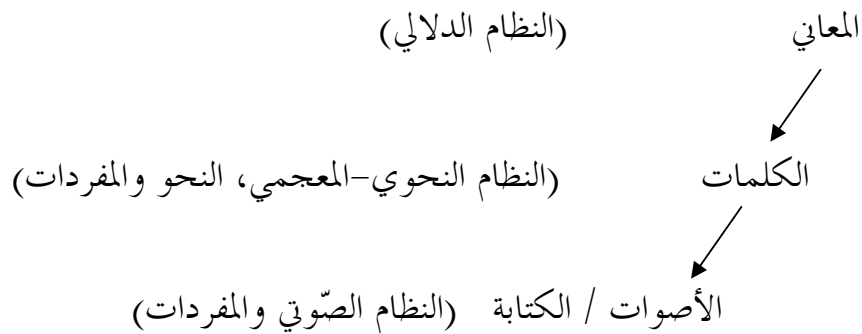 المعاني (النظام الدلالي)
الكلمات (النظام النحوي-المعجمي، النحو والمفردات)
الأصوات / الكتابة (النظام الصّوتي والمفردات)